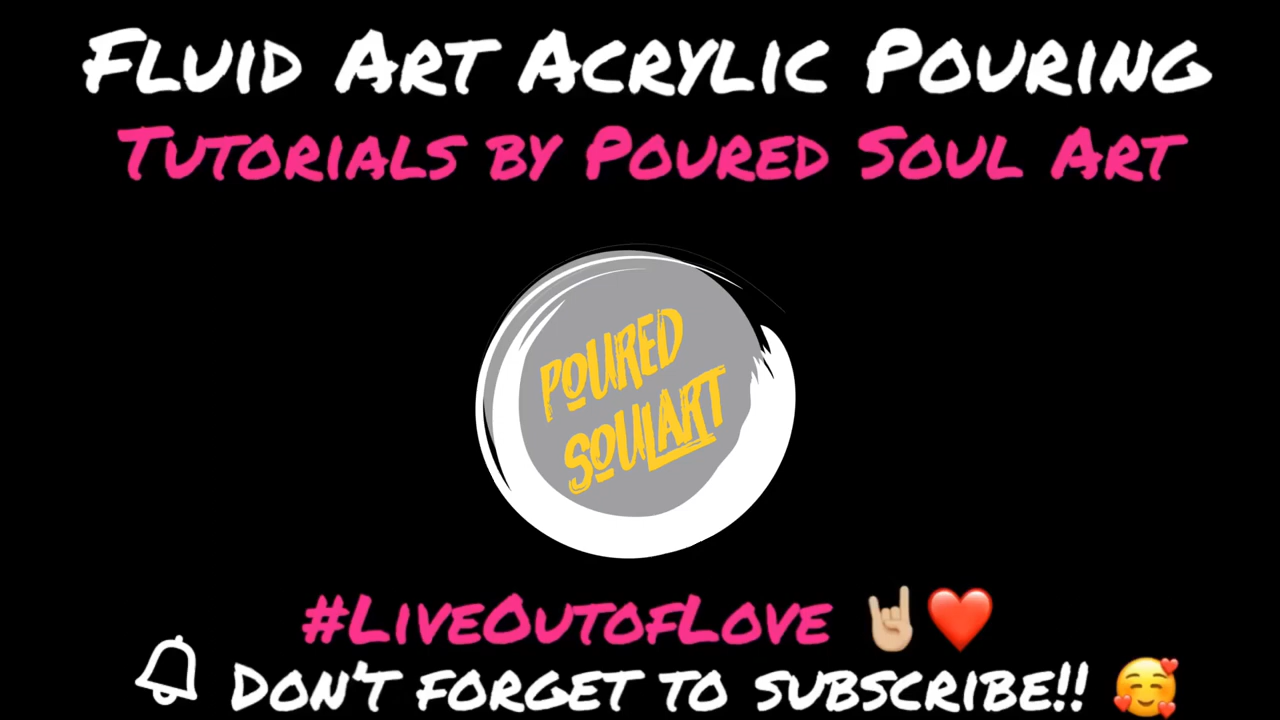 Fluid Art Acrylic Pouring
Tutorials by Poured Soul Art
POURED
SOULART
#LiveOutofLove 🤘🏼❤️
🔔 Don't forget to subscribe!! 🥰